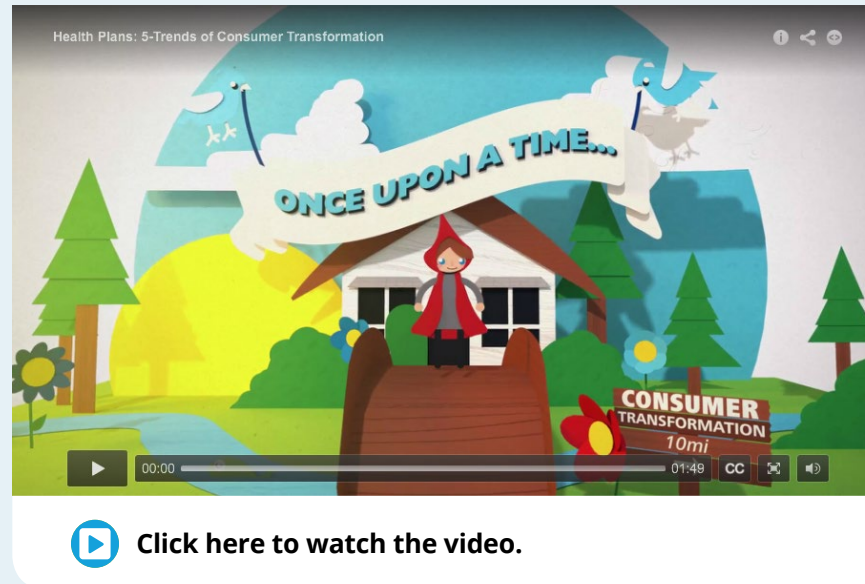 Health Plans: 5-Trends of Consumer Transformation
ONCE UPON A TIME...
CONSUMER
TRANSFORMATION
10mi
00:00 01:49 CC
Click here to watch the video.